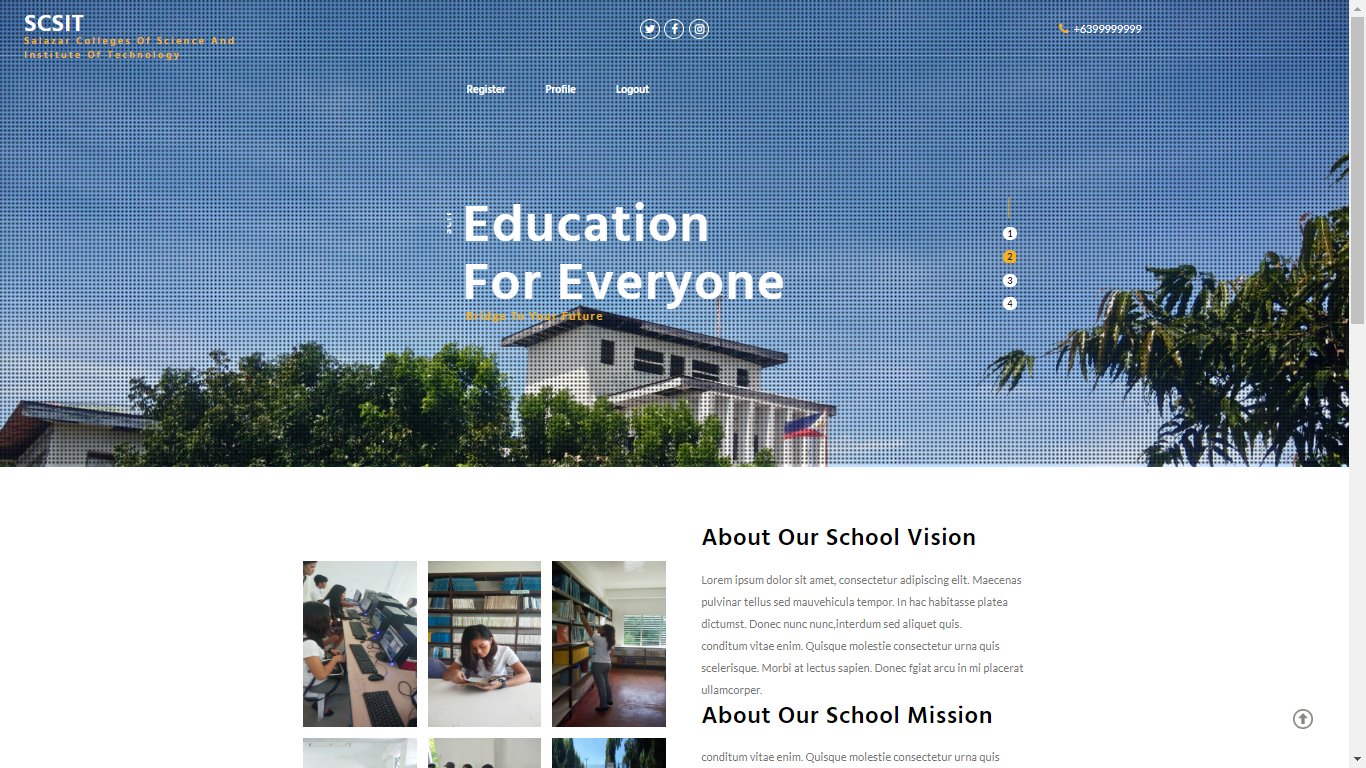 SCSIT
Salazar Colleges Of Science And
Institute Of Technology
+6399999999
Register
Profile
Logout
SCSIT
Education
For Everyone
Bridge To Your Future
1
2
3
4
About Our School Vision
Lorem ipsum dolor sit amet, consectetur adipiscing elit. Maecenas
pulvinar tellus sed mauvehicula tempor. In hac habitasse platea
dictumst. Donec nunc nunc,interdum sed aliquet quis.
conditum vitae enim. Quisque molestie consectetur urna quis
scelerisque. Morbi at lectus sapien. Donec fgiat arcu in mi placerat
ullamcorper.
About Our School Mission
conditum vitae enim. Quisque molestie consectetur urna quis